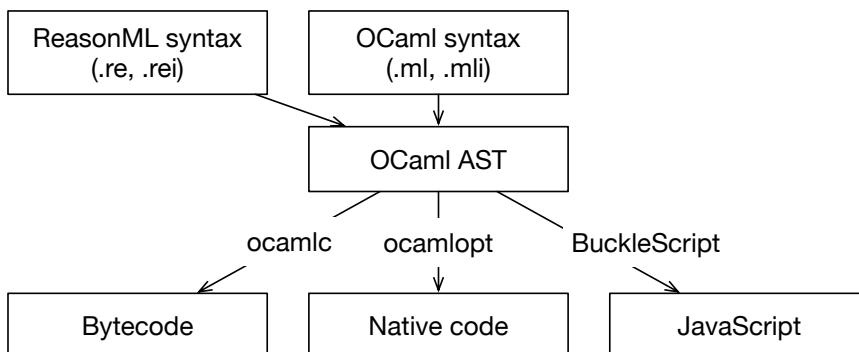 ReasonML syntax
(.re, .rei)
OCaml syntax
(.ml, .mli)
OCaml AST
ocamlc
ocamlopt
BuckleScript
Bytecode
Native code
JavaScript